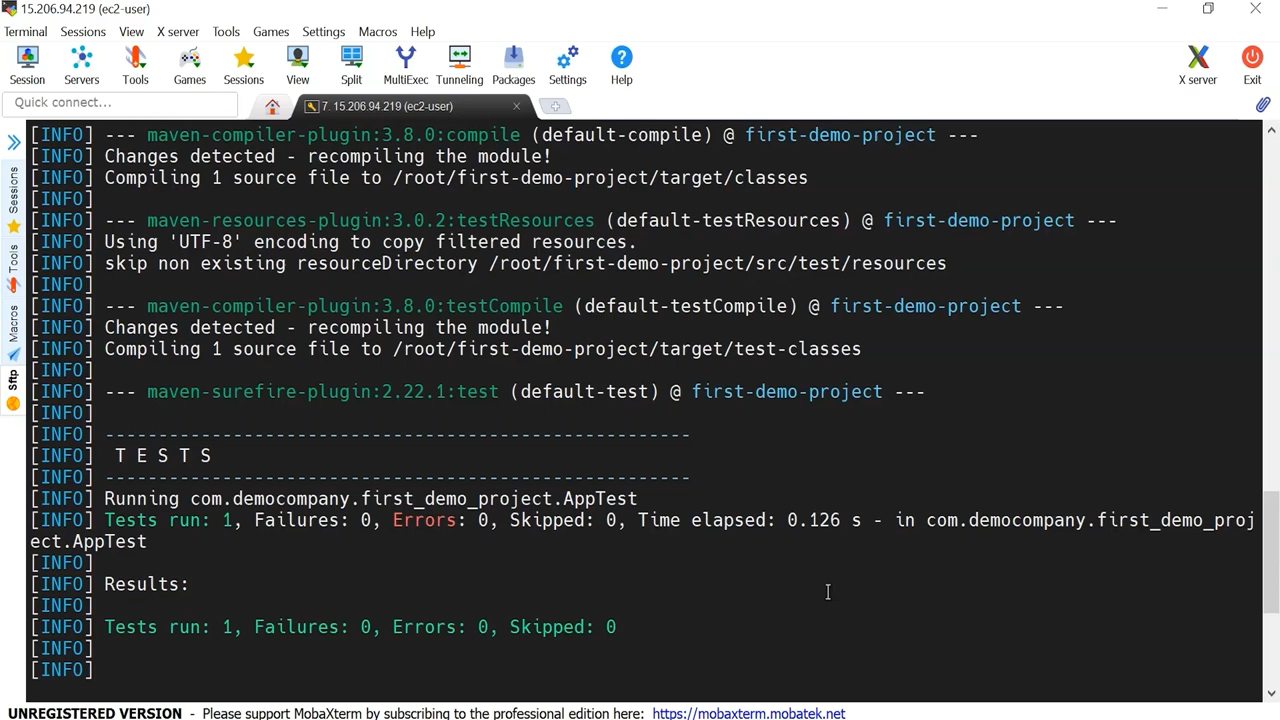 15.206.94.219 (ec2-user)
Terminal Sessions View X server Tools Games Settings Macros Help
Session Servers Tools Games Sessions View Split MultiExec Tunneling Packages Settings Help X server Exit
Quick connect...
7. 15.206.94.219 (ec2-user)
Sessions
Tools
Macros
Sftp
[INFO] --- maven-compiler-plugin:3.8.0:compile (default-compile) @ first-demo-project ---
[INFO] Changes detected - recompiling the module!
[INFO] Compiling 1 source file to /root/first-demo-project/target/classes
[INFO]
[INFO] --- maven-resources-plugin:3.0.2:testResources (default-testResources) @ first-demo-project ---
[INFO] Using 'UTF-8' encoding to copy filtered resources.
[INFO] skip non existing resourceDirectory /root/first-demo-project/src/test/resources
[INFO]
[INFO] --- maven-compiler-plugin:3.8.0:testCompile (default-testCompile) @ first-demo-project ---
[INFO] Changes detected - recompiling the module!
[INFO] Compiling 1 source file to /root/first-demo-project/target/test-classes
[INFO]
[INFO] --- maven-surefire-plugin:2.22.1:test (default-test) @ first-demo-project ---
[INFO]
[INFO] -------------------------------------------------------
[INFO]  T E S T S
[INFO] -------------------------------------------------------
[INFO] Running com.democompany.first_demo_project.AppTest
[INFO] Tests run: 1, Failures: 0, Errors: 0, Skipped: 0, Time elapsed: 0.126 s - in com.democompany.first_demo_proj
ect.AppTest
[INFO]
[INFO] Results:
[INFO]
[INFO] Tests run: 1, Failures: 0, Errors: 0, Skipped: 0
[INFO]
[INFO]
UNREGISTERED VERSION - Please support MobaXterm by subscribing to the professional edition here: https://mobaxterm.mobatek.net